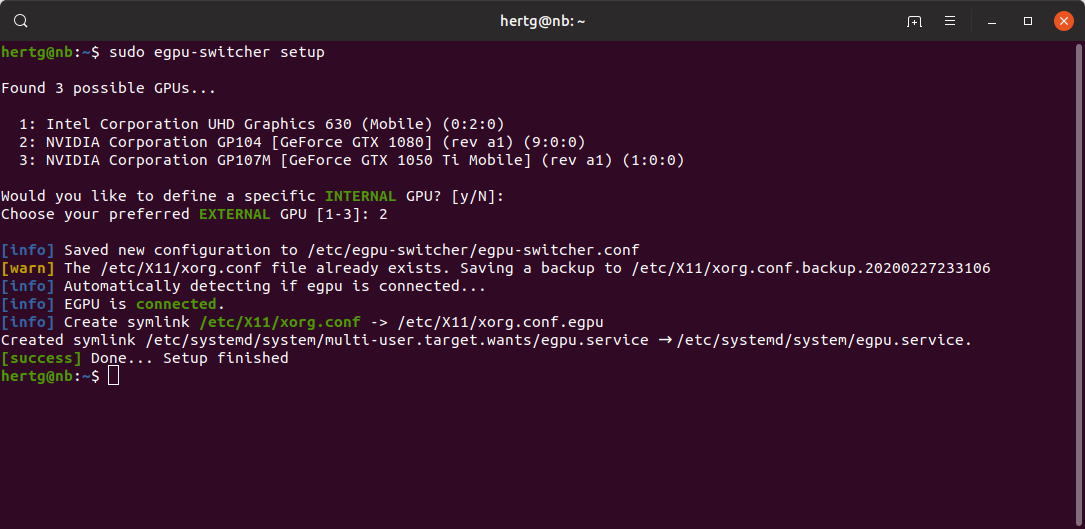 hertg@nb: ~
hertg@nb:~$ sudo egpu-switcher setup
Found 3 possible GPUs...
1: Intel Corporation UHD Graphics 630 (Mobile) (0:2:0)
2: NVIDIA Corporation GP104 [GeForce GTX 1080] (rev a1) (9:0:0)
3: NVIDIA Corporation GP107M [GeForce GTX 1050 Ti Mobile] (rev a1) (1:0:0)
Would you like to define a specific INTERNAL GPU? [y/N]:
Choose your preferred EXTERNAL GPU [1-3]: 2
[info] Saved new configuration to /etc/egpu-switcher/egpu-switcher.conf
[warn] The /etc/X11/xorg.conf file already exists. Saving a backup to /etc/X11/xorg.conf.backup.20200227233106
[info] Automatically detecting if egpu is connected...
[info] EGPU is connected.
[info] Create symlink /etc/X11/xorg.conf -> /etc/X11/xorg.conf.egpu
Created symlink /etc/systemd/system/multi-user.target.wants/egpu.service → /etc/systemd/system/egpu.service.
[success] Done... Setup finished
hertg@nb:~$